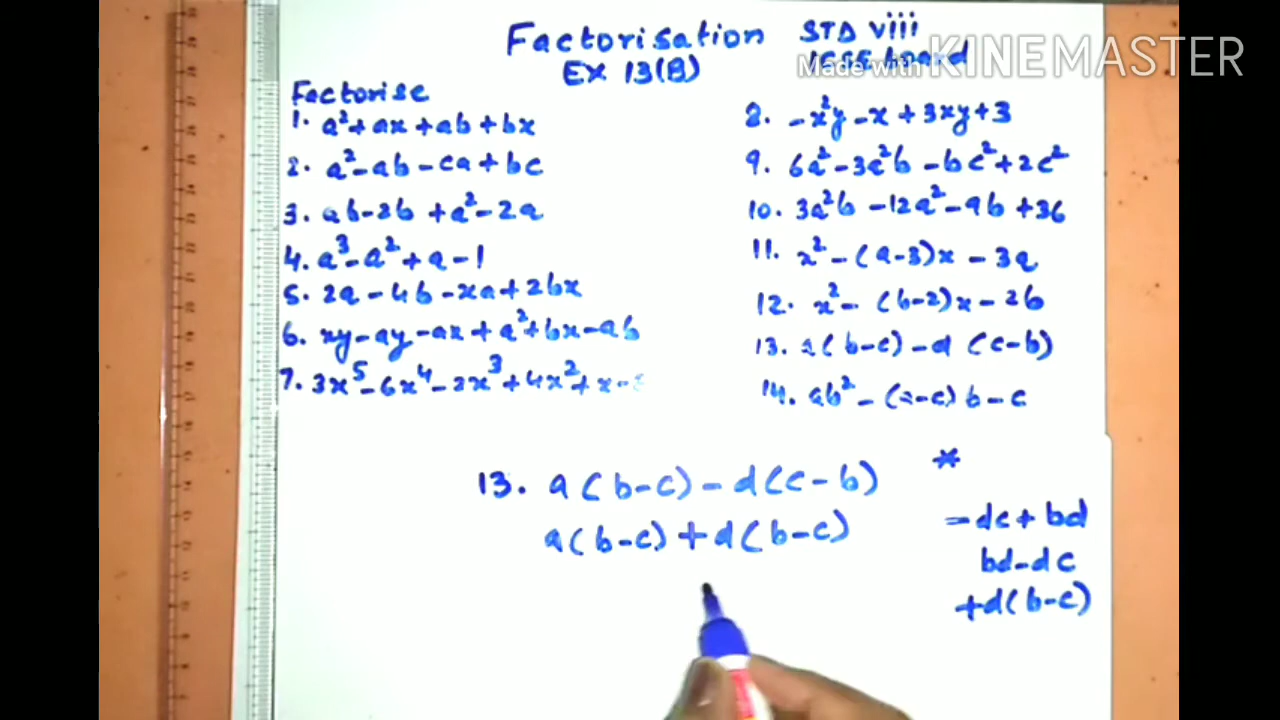 Factorisation STD viii
EX 13(B) ICSE board
Made with KINEMASTER
Factorise
1. a²+ax+ab+bx
2. a²-ab-ca+bc
3. ab-2b+a²-2a
4. a³-a²+a-1
5. 2a-4b-xa+2bx
6. xy-ay-ax+a²+bx-ab
7. 3x⁵-6x⁴-2x³+4x²+x-
8. -x²y-x+3xy+3
9. 6a²-3a²b-bc²+2c²
10. 3a²b-12a²-9b+36
11. x²-(a-3)x-3a
12. x²-(b-2)x-2b
13. a(b-c)-d(c-b)
14. ab²-(a-c)b-c
13. a(b-c)-d(c-b)
a(b-c)+d(b-c)
*
-dc+bd
bd-dc
+d(b-c)